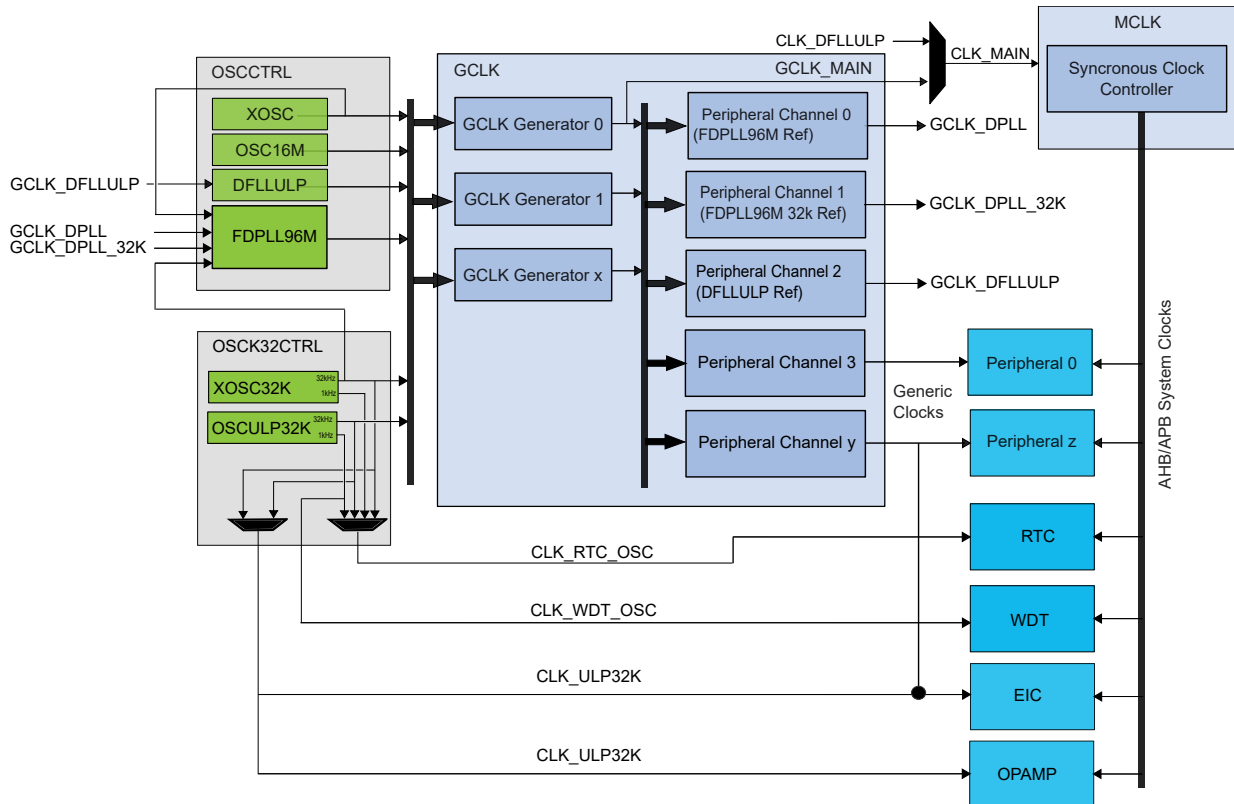 MCLK
CLK_DFLLULP
CLK_MAIN
Syncronous Clock
Controller
OSCCTRL
GCLK
GCLK_MAIN
XOSC
GCLK Generator 0
Peripheral Channel 0
(FDPLL96M Ref)
GCLK_DPLL
OSC16M
GCLK_DFLLULP
DFLLULP
GCLK Generator 1
Peripheral Channel 1
(FDPLL96M 32k Ref)
GCLK_DPLL_32K
GCLK_DPLL
GCLK_DPLL_32K
FDPLL96M
GCLK Generator x
Peripheral Channel 2
(DFLLULP Ref)
GCLK_DFLLULP
OSCK32CTRL
XOSC32K
32kHz
1kHz
Peripheral Channel 3
Peripheral 0
Generic
Clocks
OSCULP32K
32kHz
1kHz
Peripheral Channel y
Peripheral z
AHB/APB System Clocks
CLK_RTC_OSC
RTC
CLK_WDT_OSC
WDT
CLK_ULP32K
EIC
CLK_ULP32K
OPAMP